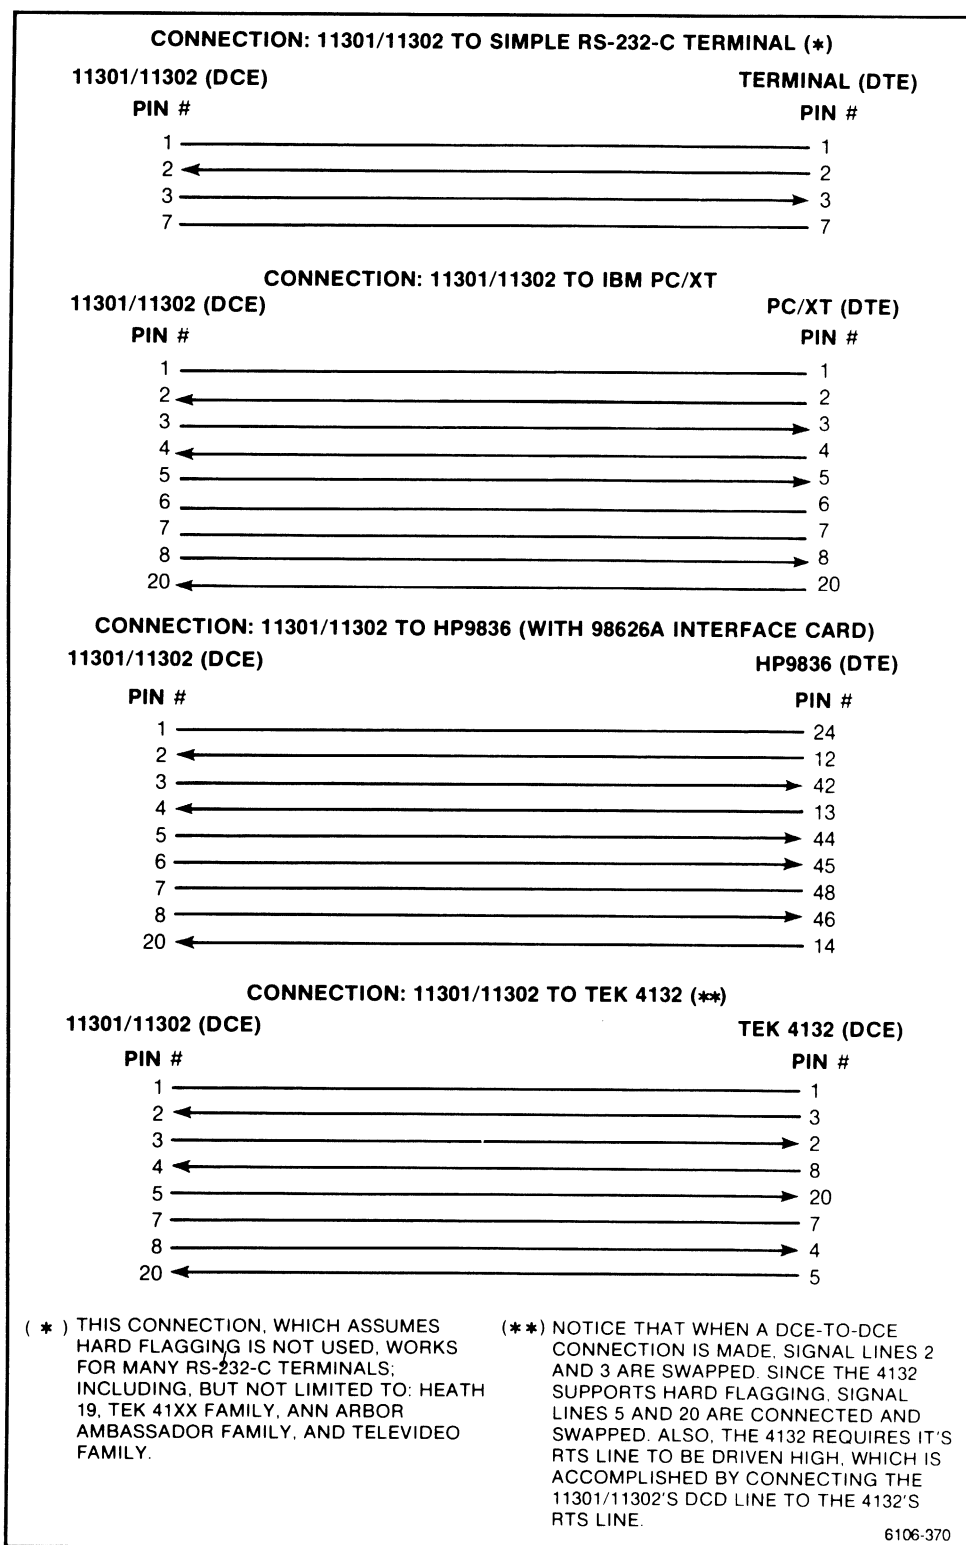 CONNECTION: 11301/11302 TO SIMPLE RS-232-C TERMINAL (*)
11301/11302 (DCE) TERMINAL (DTE)
PIN # PIN #
1 1
2 2
3 3
7 7
CONNECTION: 11301/11302 TO IBM PC/XT
11301/11302 (DCE) PC/XT (DTE)
PIN # PIN #
1 1
2 2
3 3
4 4
5 5
6 6
7 7
8 8
20 20
CONNECTION: 11301/11302 TO HP9836 (WITH 98626A INTERFACE CARD)
11301/11302 (DCE) HP9836 (DTE)
PIN # PIN #
1 24
2 12
3 42
4 13
5 44
6 45
7 48
8 46
20 14
CONNECTION: 11301/11302 TO TEK 4132 (**)
11301/11302 (DCE) TEK 4132 (DCE)
PIN # PIN #
1 1
2 3
3 2
4 8
5 20
7 7
8 4
20 5
(*) THIS CONNECTION, WHICH ASSUMES
HARD FLAGGING IS NOT USED, WORKS
FOR MANY RS-232-C TERMINALS;
INCLUDING, BUT NOT LIMITED TO: HEATH
19, TEK 41XX FAMILY, ANN ARBOR
AMBASSADOR FAMILY, AND TELEVIDEO
FAMILY.
(**) NOTICE THAT WHEN A DCE-TO-DCE
CONNECTION IS MADE, SIGNAL LINES 2
AND 3 ARE SWAPPED. SINCE THE 4132
SUPPORTS HARD FLAGGING, SIGNAL
LINES 5 AND 20 ARE CONNECTED AND
SWAPPED. ALSO, THE 4132 REQUIRES IT'S
RTS LINE TO BE DRIVEN HIGH, WHICH IS
ACCOMPLISHED BY CONNECTING THE
11301/11302'S DCD LINE TO THE 4132'S
RTS LINE.
6106-370